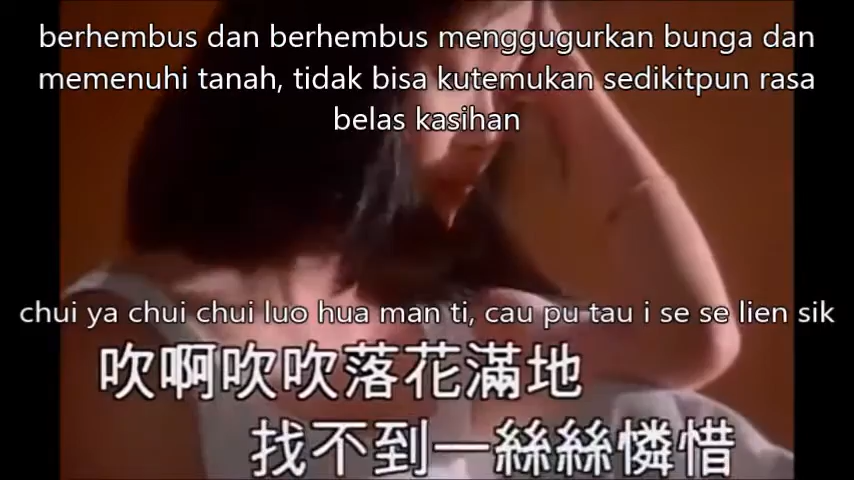 berhembus dan berhembus menggugurkan bunga dan
memenuhi tanah, tidak bisa kutemukan sedikitpun rasa
belas kasihan
chui ya chui chui luo hua man ti, cau pu tau i se se lien sik
吹啊吹吹落花滿地
找不到一絲絲憐惜